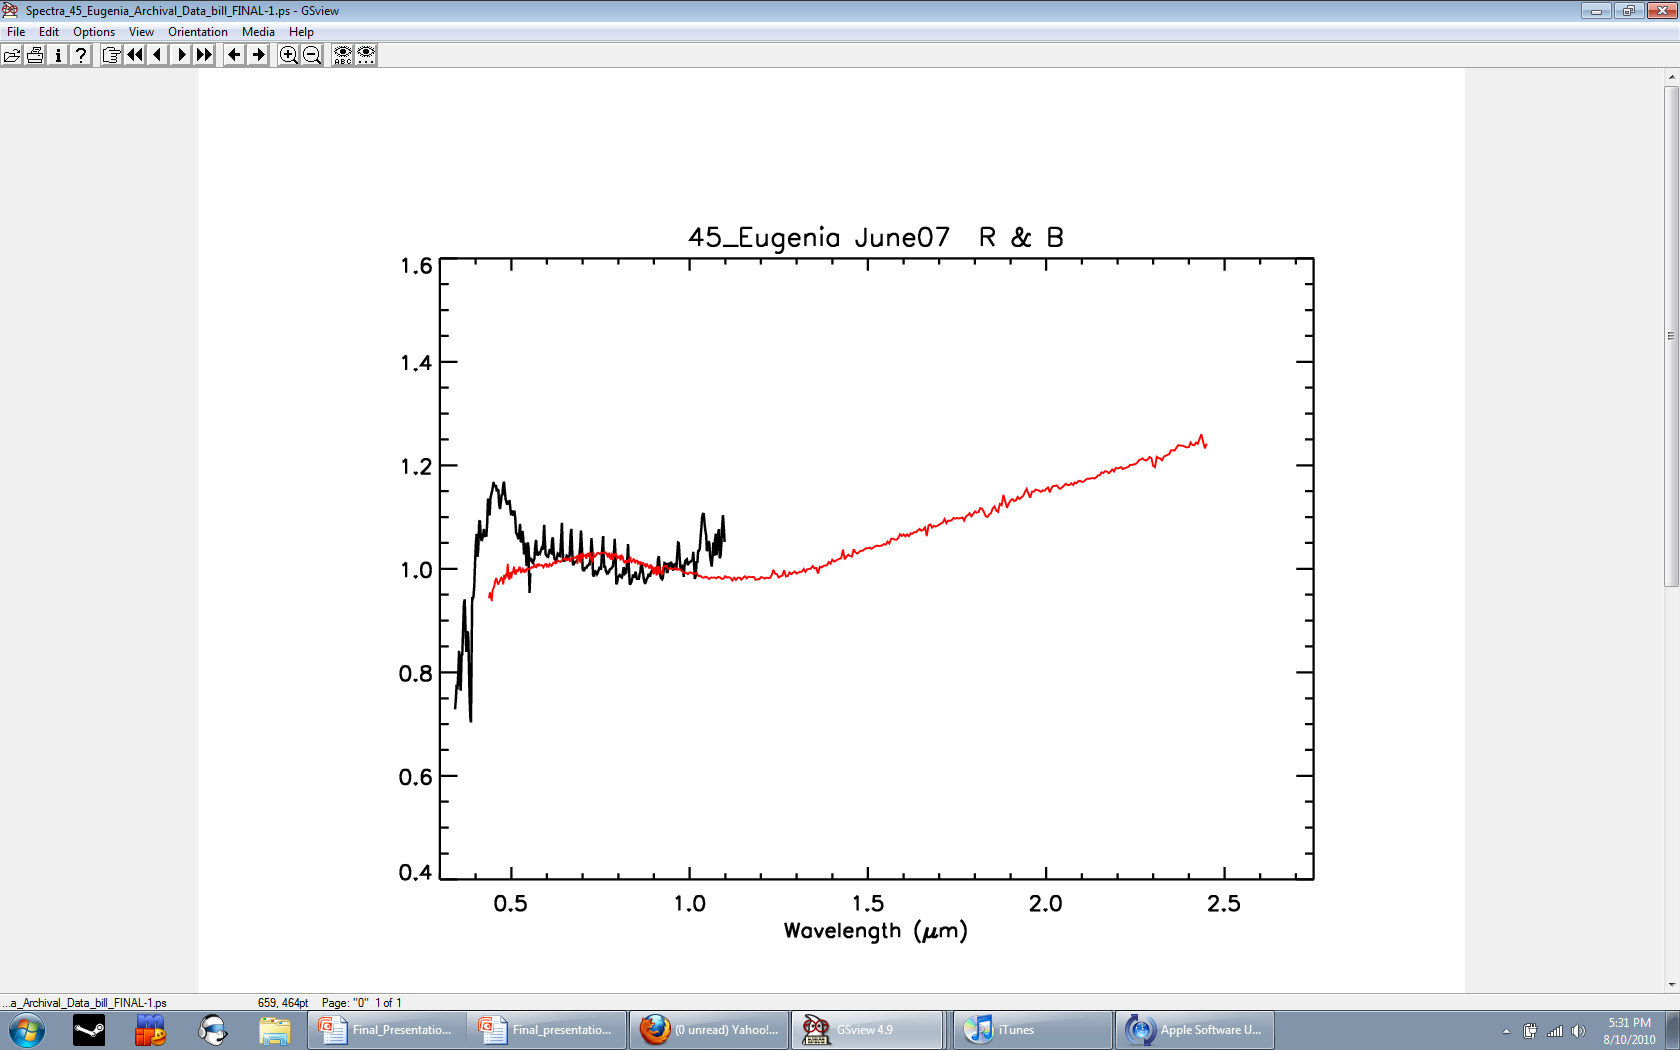 Spectra_45_Eugenia_Archival_Data_bill_FINAL-1.ps - GSview
File Edit Options View Orientation Media Help
45_Eugenia June07 R & B
1.6
1.4
1.2
1.0
0.8
0.6
0.4
0.5 1.0 1.5 2.0 2.5
Wavelength (μm)
...a_Archival_Data_bill_FINAL-1.ps 659, 464pt Page: "0" 1 of 1
Final_Presentatio... Final_presentatio... (0 unread) Yahoo!... GSview 4.9 iTunes Apple Software U... 5:31 PM
8/10/2010